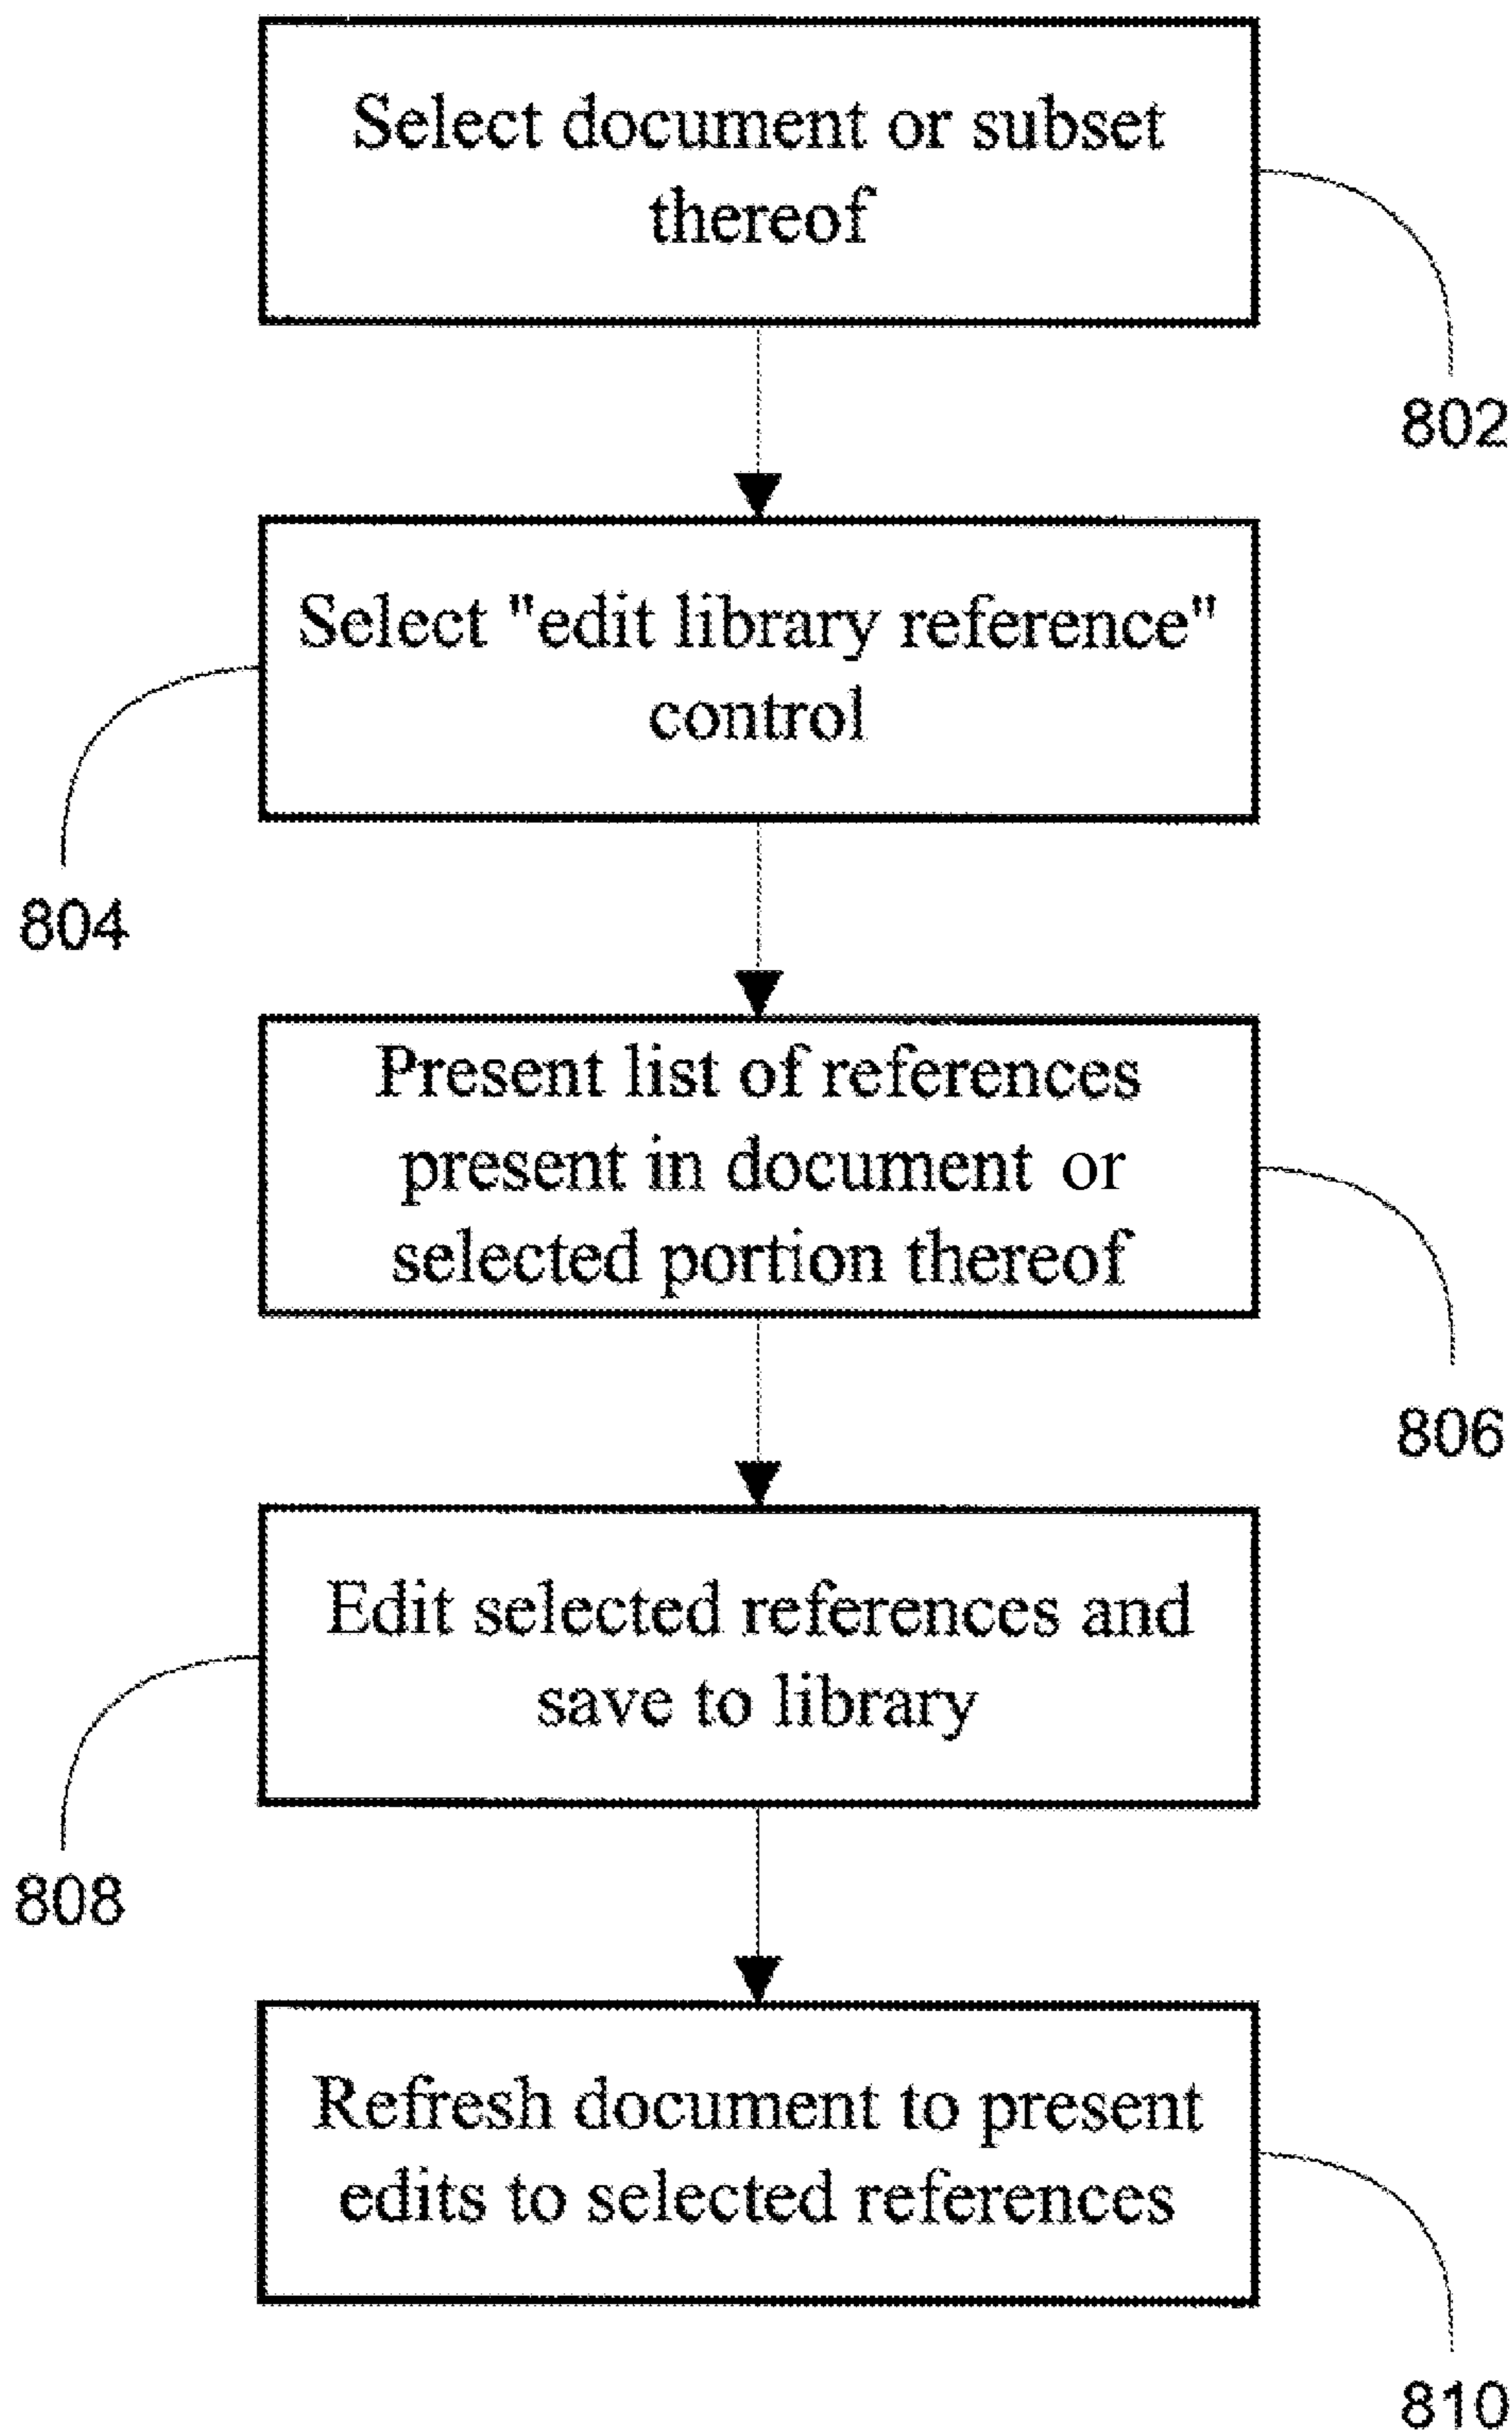 Select document or subset
thereof
802
Select "edit library reference"
control
804
Present list of references
present in document or
selected portion thereof
806
Edit selected references and
save to library
808
Refresh document to present
edits to selected references
810